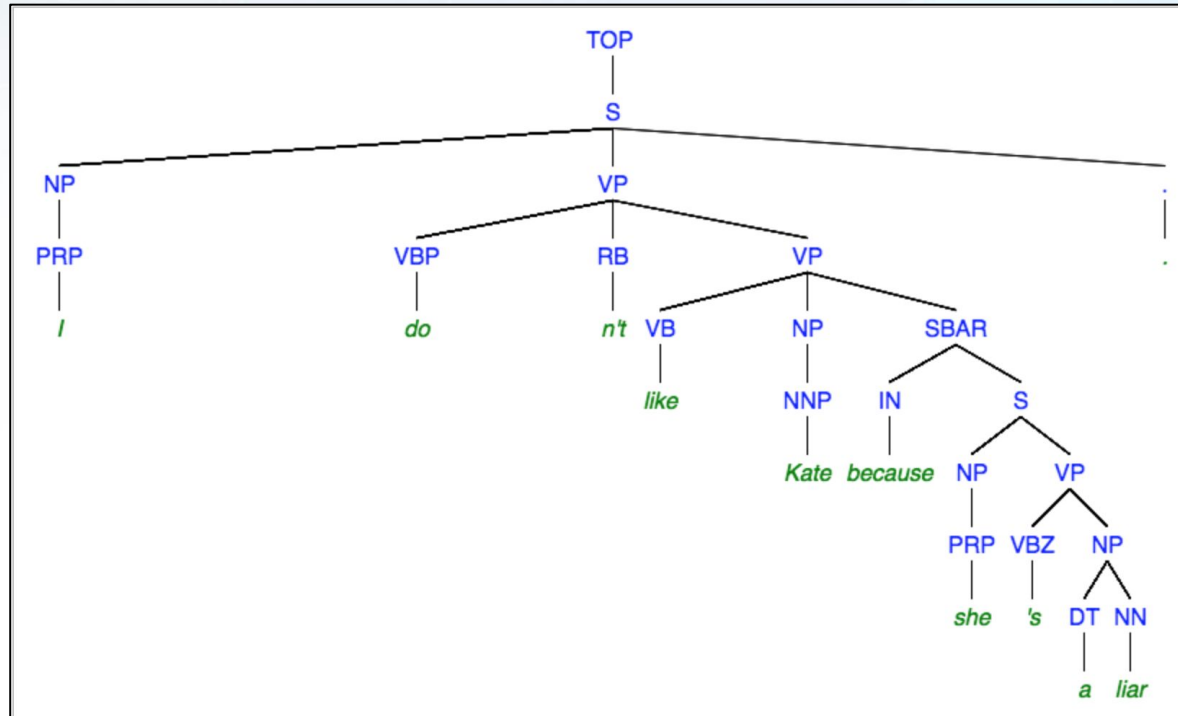 TOP
S
NP VP .
PRP VBP RB VP .
I do n't VB NP SBAR
like NNP IN S
Kate because NP VP
PRP VBZ NP
she 's DT NN
a liar